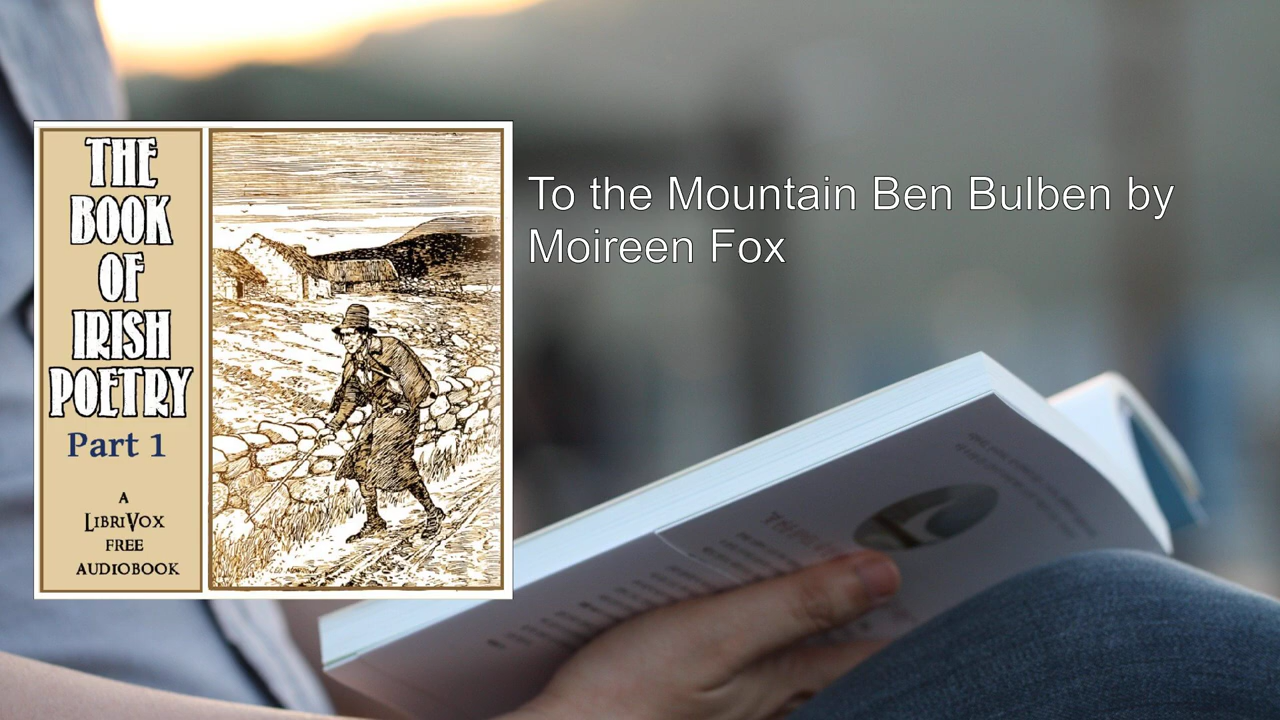 THE
BOOK
OF
IRISH
POETRY
Part 1
A
LIBRIVOX
FREE
AUDIOBOOK
To the Mountain Ben Bulben by
Moireen Fox